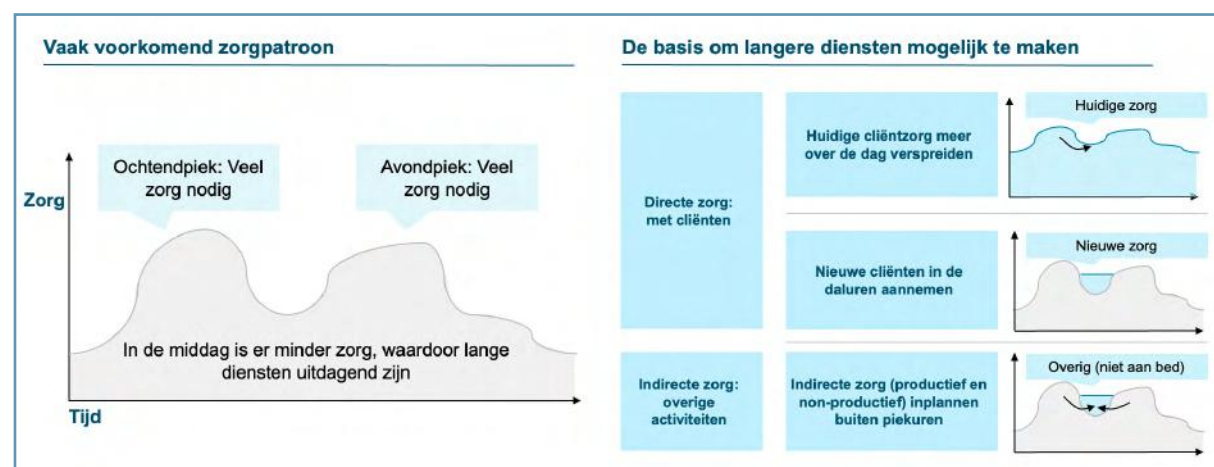 Vaak voorkomend zorgpatroon
Zorg
Ochtendpiek: Veel
zorg nodig
Avondpiek: Veel
zorg nodig
In de middag is er minder zorg, waardoor lange
diensten uitdagend zijn
Tijd
De basis om langere diensten mogelijk te maken
Directe zorg:
met cliënten
Huidige cliëntzorg meer
over de dag verspreiden
Huidige zorg
Nieuwe cliënten in de
daluren aannemen
Nieuwe zorg
Indirecte zorg:
overige
activiteiten
Indirecte zorg (productief en
non-productief) inplannen
buiten piekuren
Overig (niet aan bed)